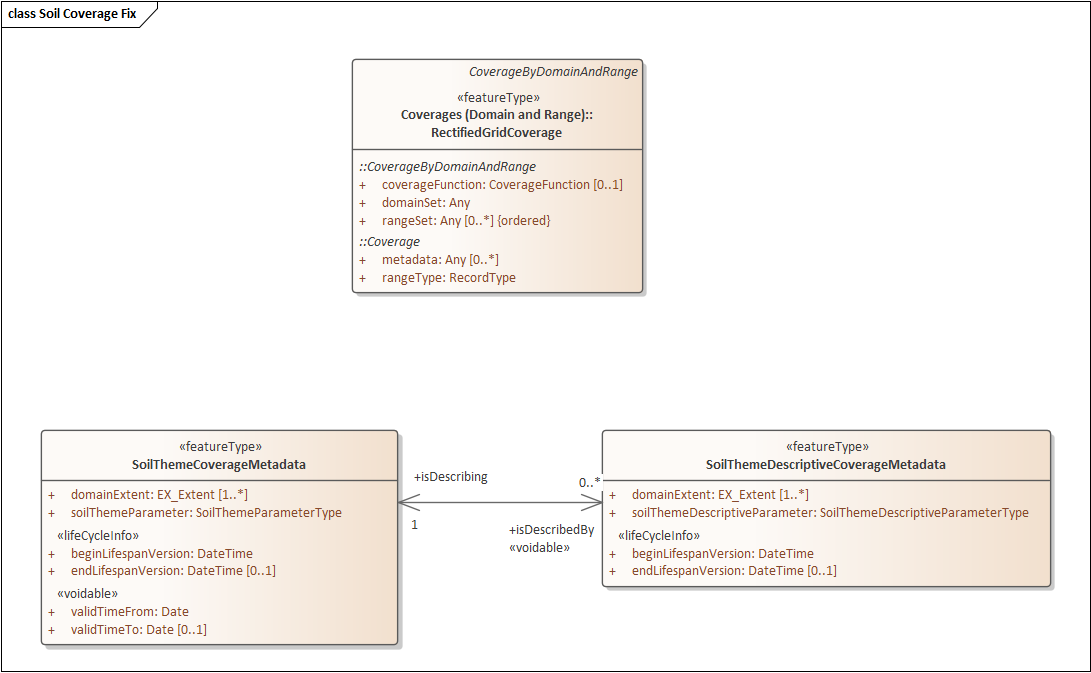 class Soil Coverage Fix
CoverageByDomainAndRange
«featureType»
Coverages (Domain and Range)::
RectifiedGridCoverage
::CoverageByDomainAndRange
+ coverageFunction: CoverageFunction [0..1]
+ domainSet: Any
+ rangeSet: Any [0..*] {ordered}
::Coverage
+ metadata: Any [0..*]
+ rangeType: RecordType
«featureType»
SoilThemeCoverageMetadata
+ domainExtent: EX_Extent [1..*]
+ soilThemeParameter: SoilThemeParameterType
«lifeCycleInfo»
+ beginLifespanVersion: DateTime
+ endLifespanVersion: DateTime [0..1]
«voidable»
+ validTimeFrom: Date
+ validTimeTo: Date [0..1]
+isDescribing
1
0..*
+isDescribedBy
«voidable»
«featureType»
SoilThemeDescriptiveCoverageMetadata
+ domainExtent: EX_Extent [1..*]
+ soilThemeDescriptiveParameter: SoilThemeDescriptiveParameterType
«lifeCycleInfo»
+ beginLifespanVersion: DateTime
+ endLifespanVersion: DateTime [0..1]